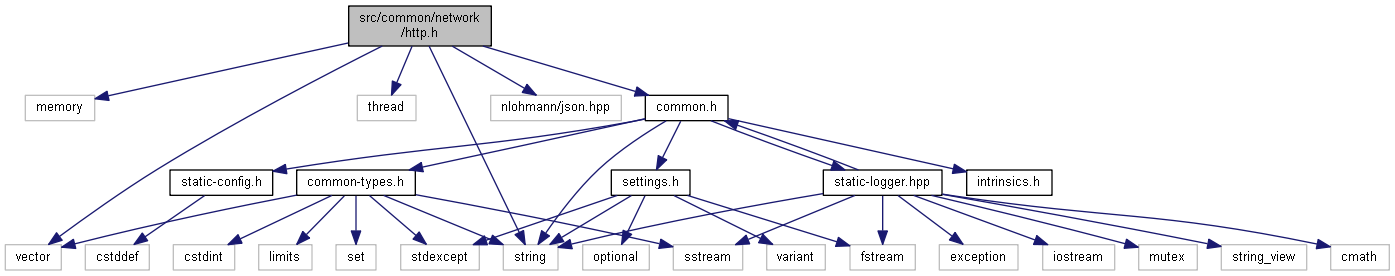 src/common/network
/http.h
memory
thread
nlohmann/json.hpp
common.h
static-config.h
common-types.h
settings.h
static-logger.hpp
intrinsics.h
vector
cstddef
cstdint
limits
set
stdexcept
string
optional
sstream
variant
fstream
exception
iostream
mutex
string_view
cmath